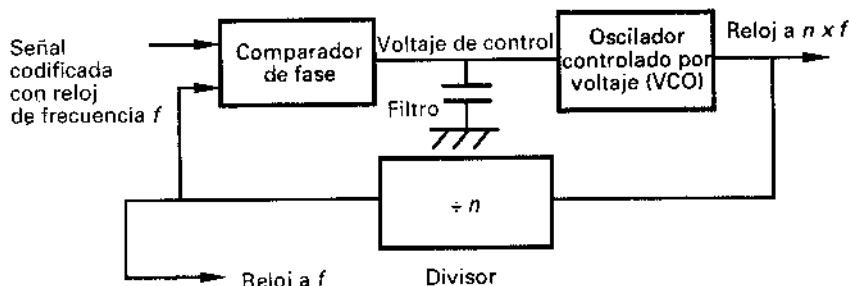 Señal
codificada
con reloj
de frecuencia f
Comparador
de fase
Voltaje de control
Filtro
Oscilador
controlado por
voltaje (VCO)
Reloj a n x f
÷ n
Reloj a f
Divisor